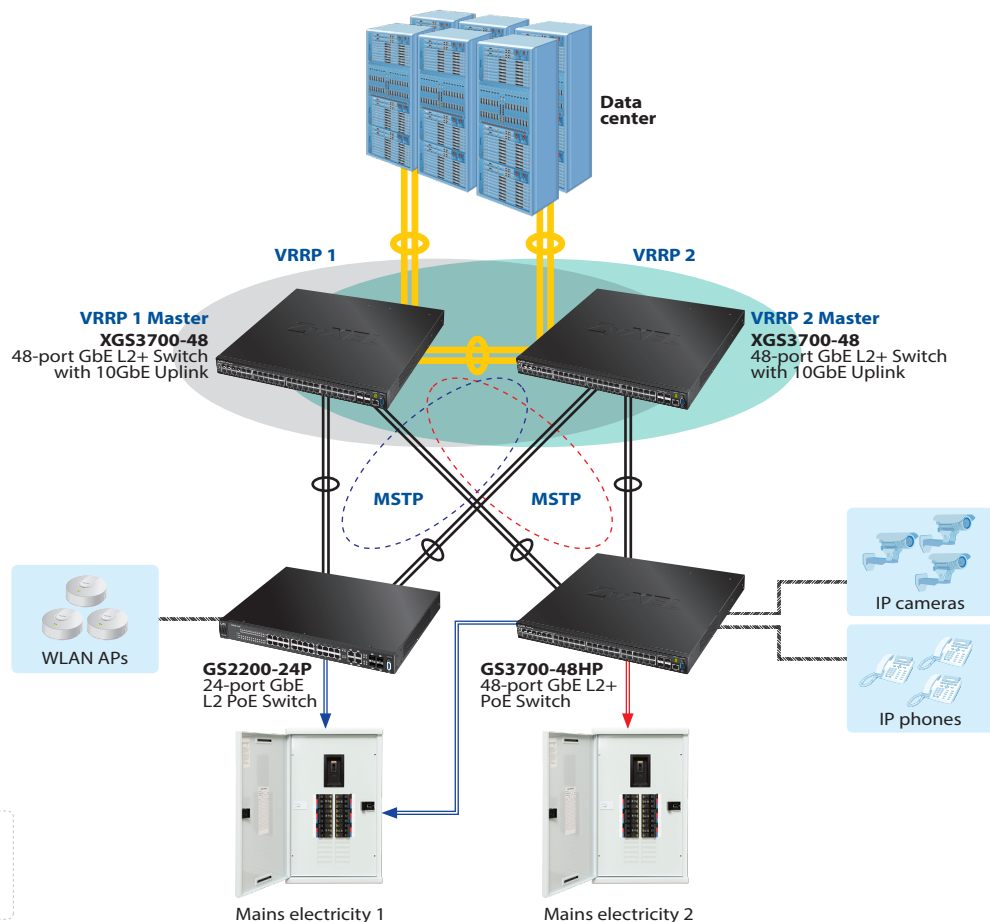 Data
center
VRRP 1
VRRP 2
VRRP 1 Master
XGS3700-48
48-port GbE L2+ Switch
with 10GbE Uplink
VRRP 2 Master
XGS3700-48
48-port GbE L2+ Switch
with 10GbE Uplink
MSTP
MSTP
WLAN APs
GS2200-24P
24-port GbE
L2 PoE Switch
GS3700-48HP
48-port GbE L2+
PoE Switch
IP cameras
IP phones
Mains electricity 1
Mains electricity 2